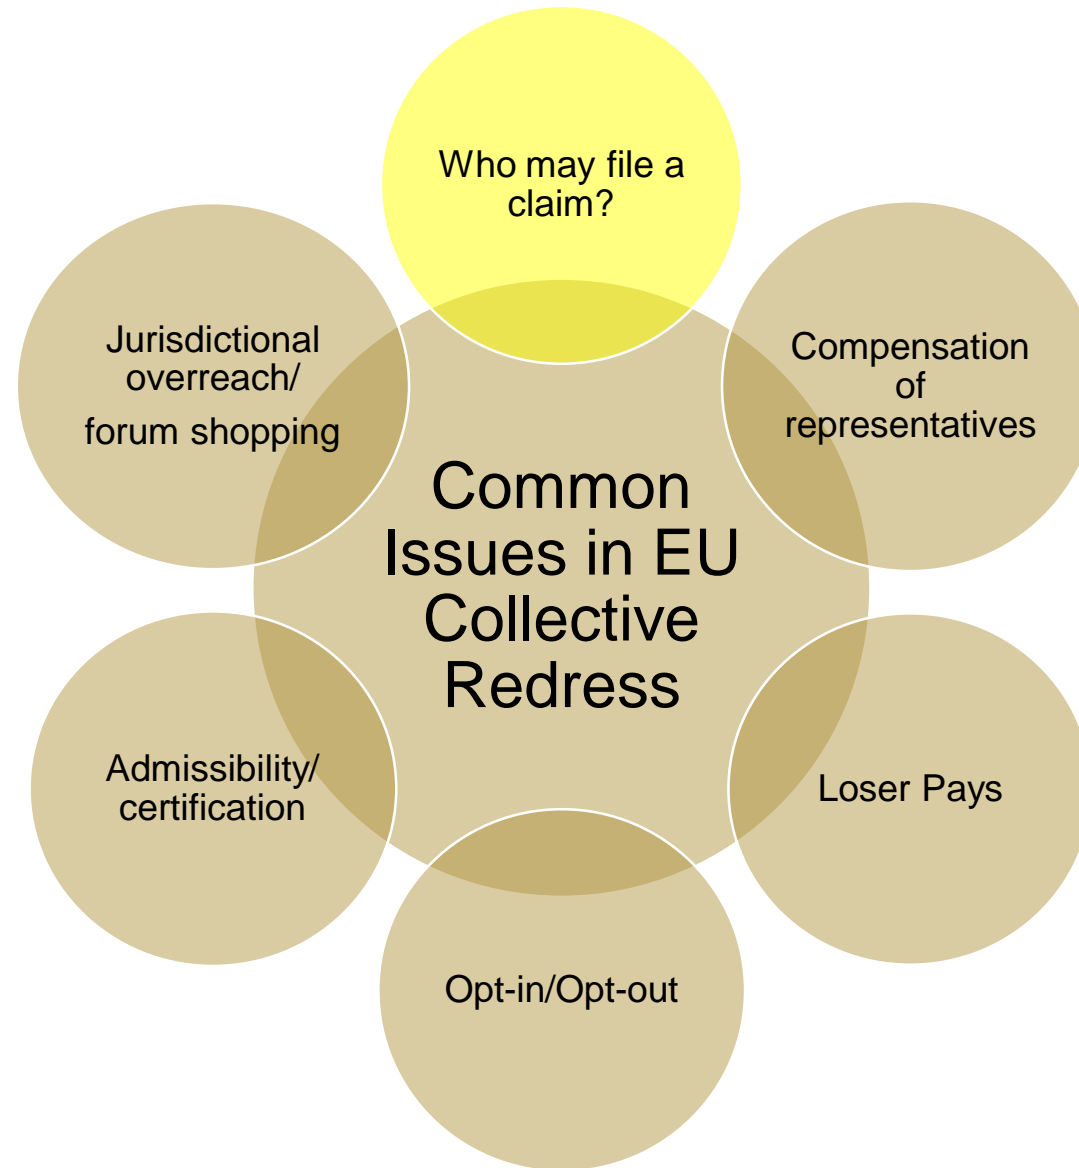 Who may file a
claim?
Jurisdictional
overreach/
forum shopping
Compensation
of
representatives
Common
Issues in EU
Collective
Redress
Admissibility/
certification
Loser Pays
Opt-in/Opt-out